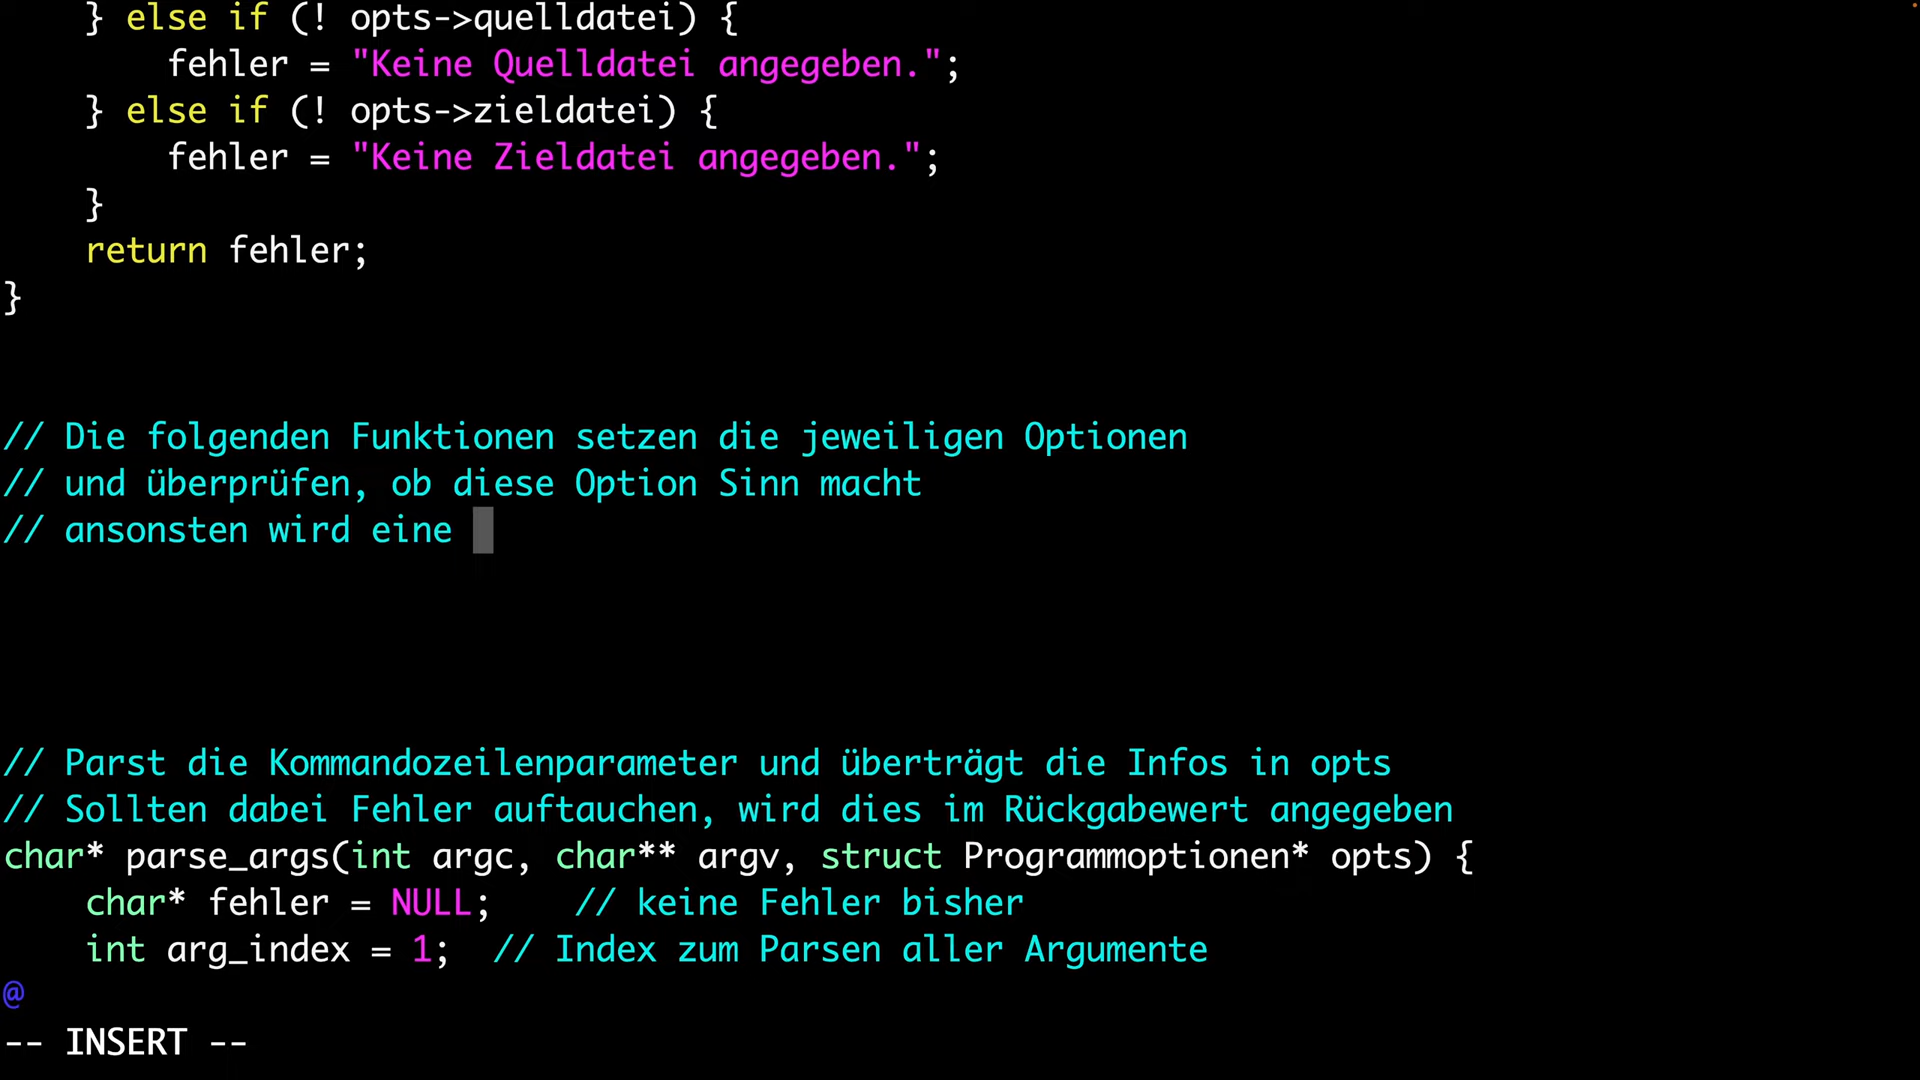 } else if (! opts->quelldatei) {
        fehler = "Keine Quelldatei angegeben.";
    } else if (! opts->zieldatei) {
        fehler = "Keine Zieldatei angegeben.";
    }
    return fehler;
}
// Die folgenden Funktionen setzen die jeweiligen Optionen
// und überprüfen, ob diese Option Sinn macht
// ansonsten wird eine
// Parst die Kommandozeilenparameter und überträgt die Infos in opts
// Sollten dabei Fehler auftauchen, wird dies im Rückgabewert angegeben
char* parse_args(int argc, char** argv, struct Programmoptionen* opts) {
    char* fehler = NULL;    // keine Fehler bisher
    int arg_index = 1;  // Index zum Parsen aller Argumente
@
-- INSERT --